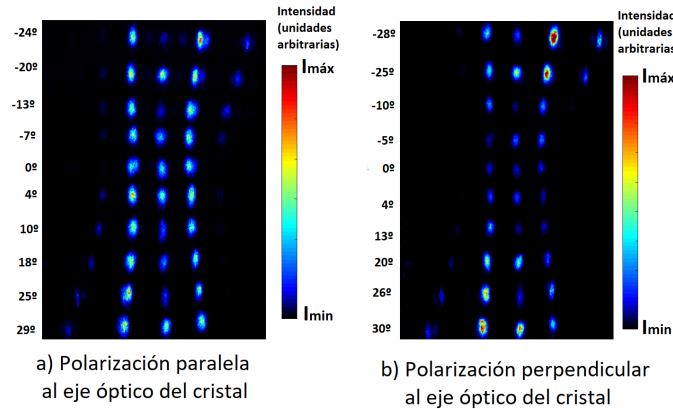 Intensidad
(unidades
arbitrarias)
Imáx
Imin
-24º
-20º
-13º
-7º
0º
4º
10º
18º
25º
29º
a) Polarización paralela
al eje óptico del cristal
Intensidad
(unidades
arbitrarias)
Imáx
Imin
-28º
-25º
-10º
-5º
0º
4º
13º
20º
26º
30º
b) Polarización perpendicular
al eje óptico del cristal